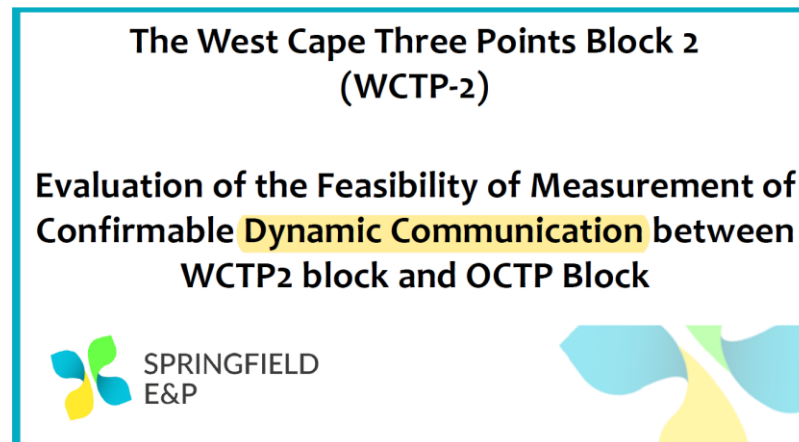 The West Cape Three Points Block 2
(WCTP-2)
Evaluation of the Feasibility of Measurement of
Confirmable Dynamic Communication between
WCTP2 block and OCTP Block
SPRINGFIELD
E&P